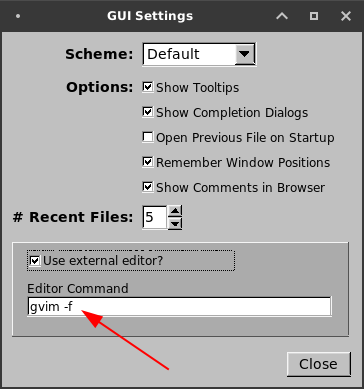 GUI Settings
Scheme: Default
Options: Show Tooltips
Show Completion Dialogs
Open Previous File on Startup
Remember Window Positions
Show Comments in Browser
# Recent Files: 5
Use external editor?
Editor Command
gvim -f
Close